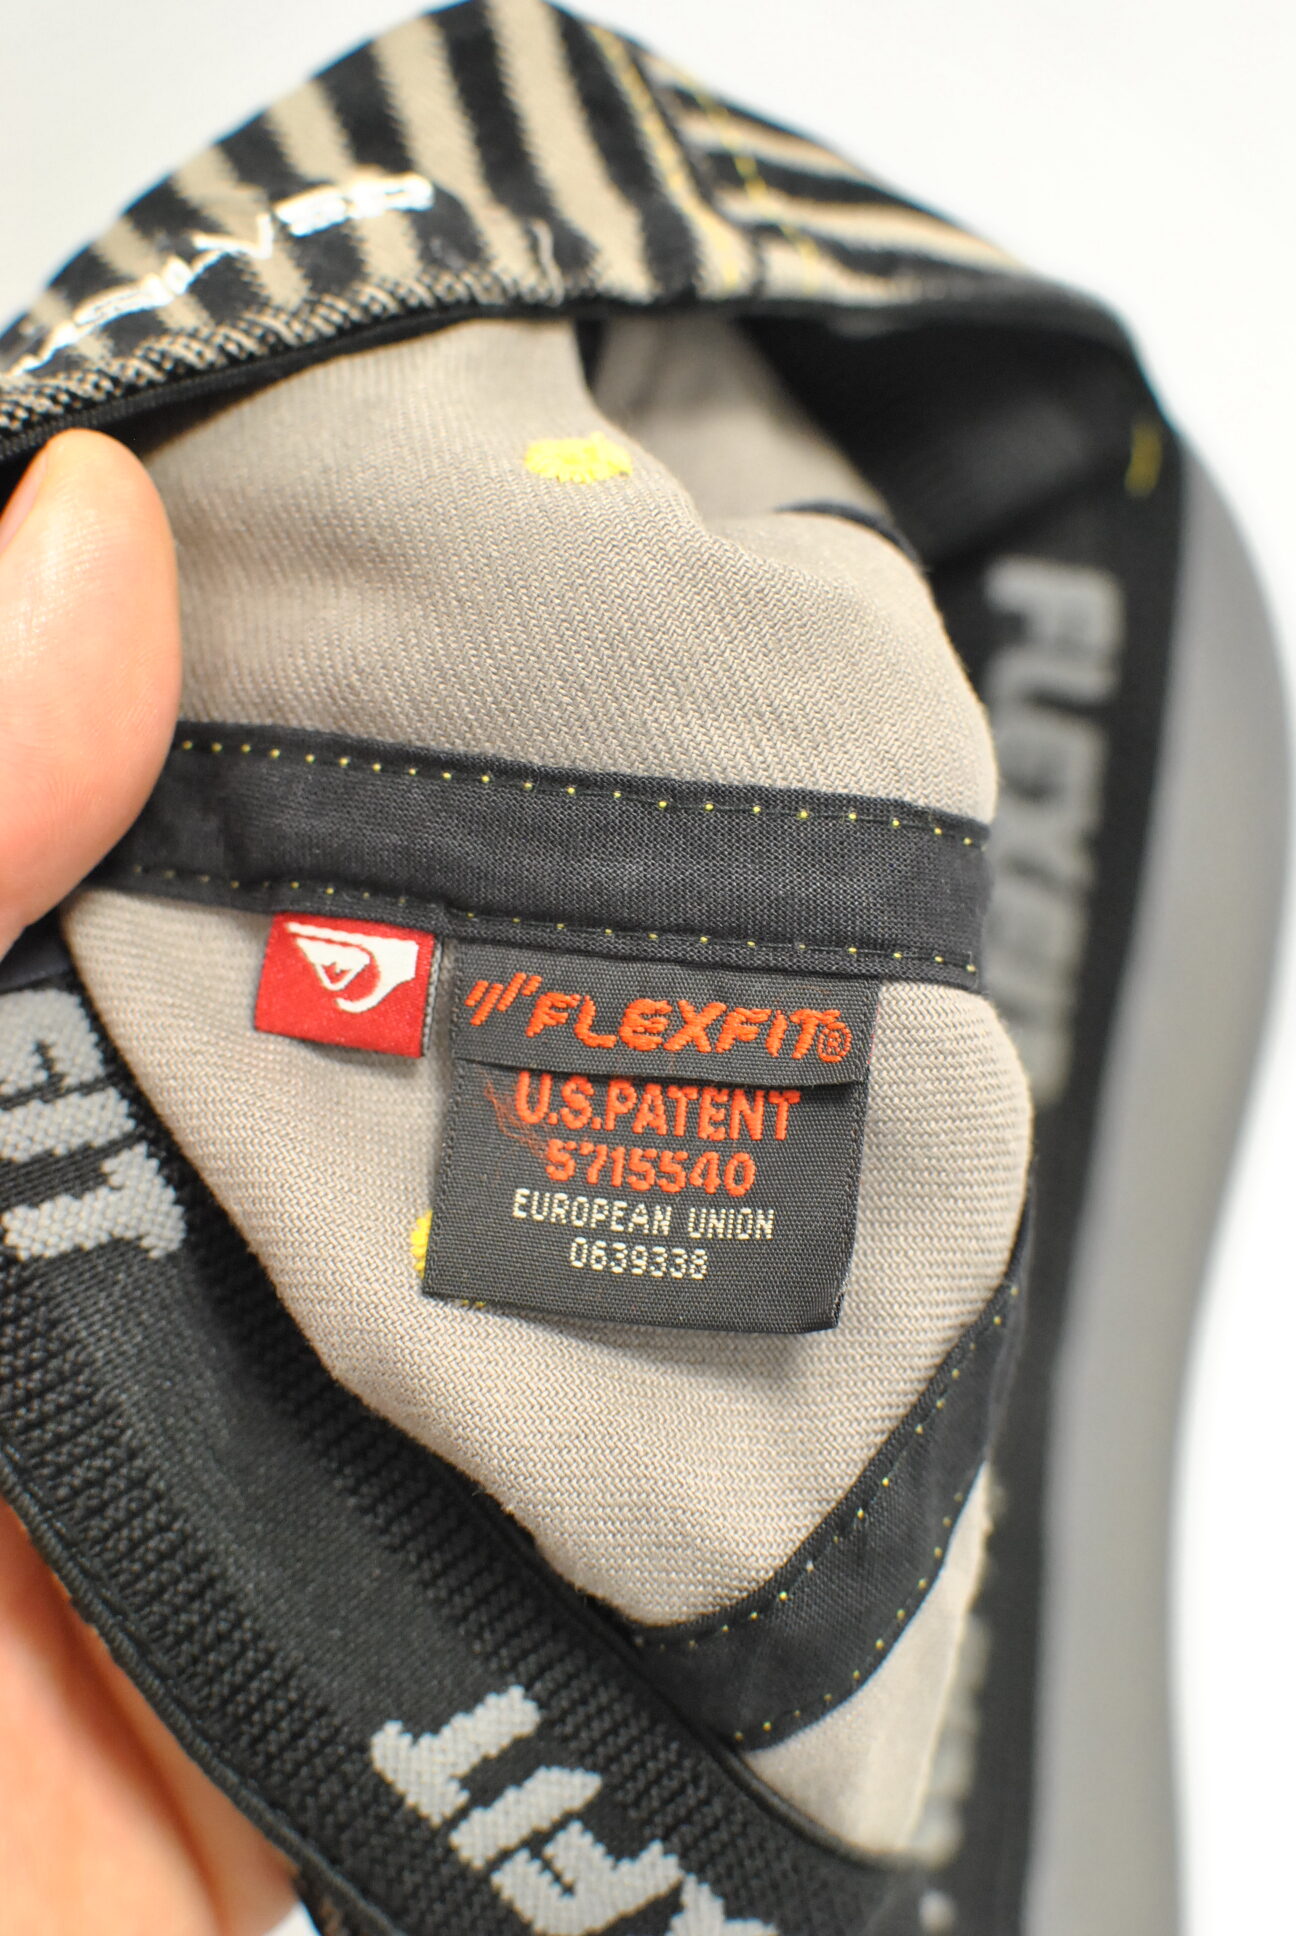 FLEXFIT®
U.S.PATENT
5715540
EUROPEAN UNION
0639338